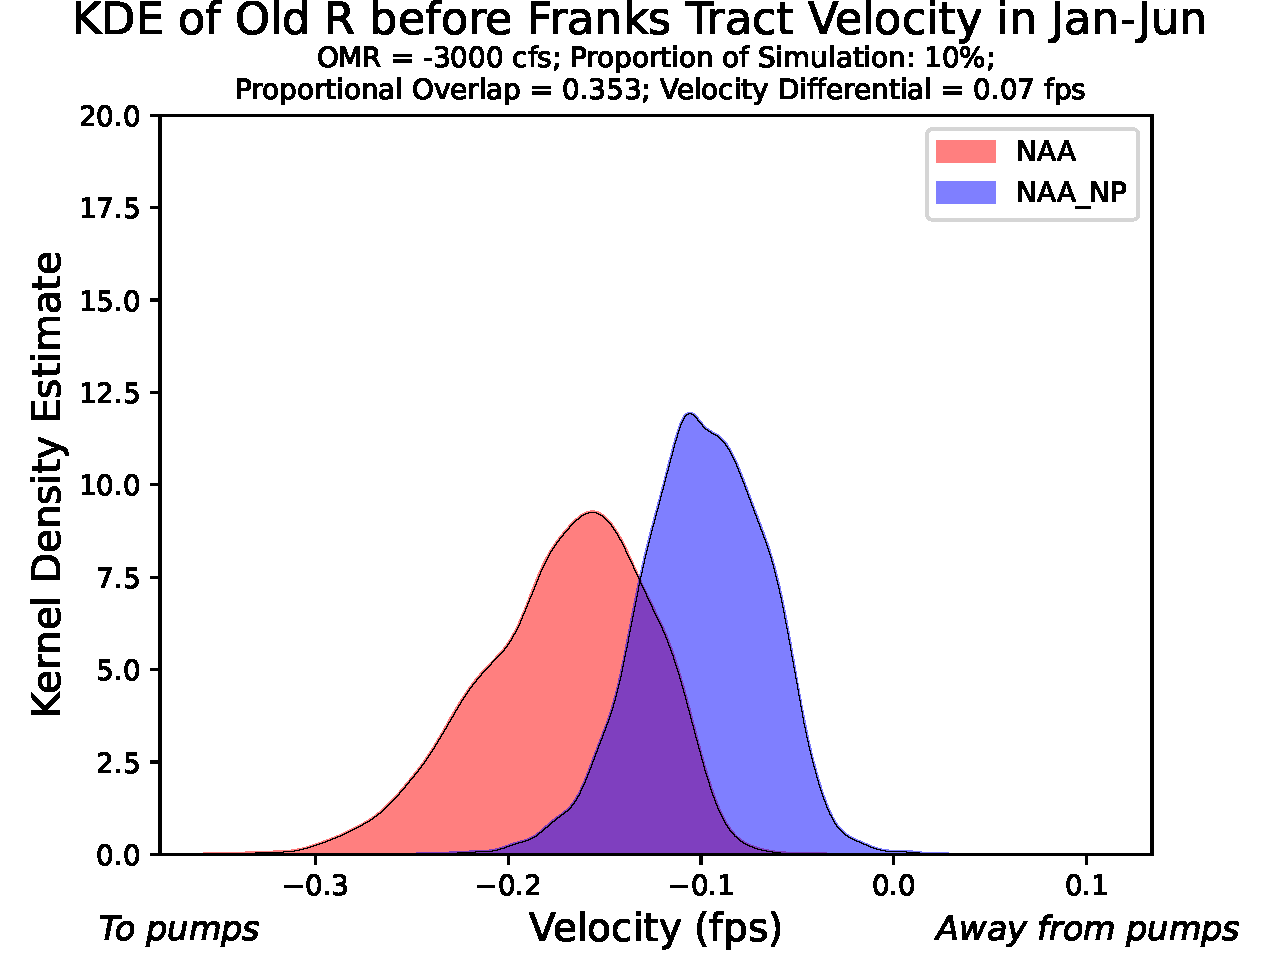 KDE of Old R before Franks Tract Velocity in Jan-Jun
OMR = -3000 cfs; Proportion of Simulation: 10%;
Proportional Overlap = 0.353; Velocity Differential = 0.07 fps
20.0
17.5
15.0
12.5
10.0
7.5
5.0
2.5
0.0
Kernel Density Estimate
NAA
NAA_NP
−0.3
−0.2
−0.1
0.0
0.1
To pumps
Velocity (fps)
Away from pumps